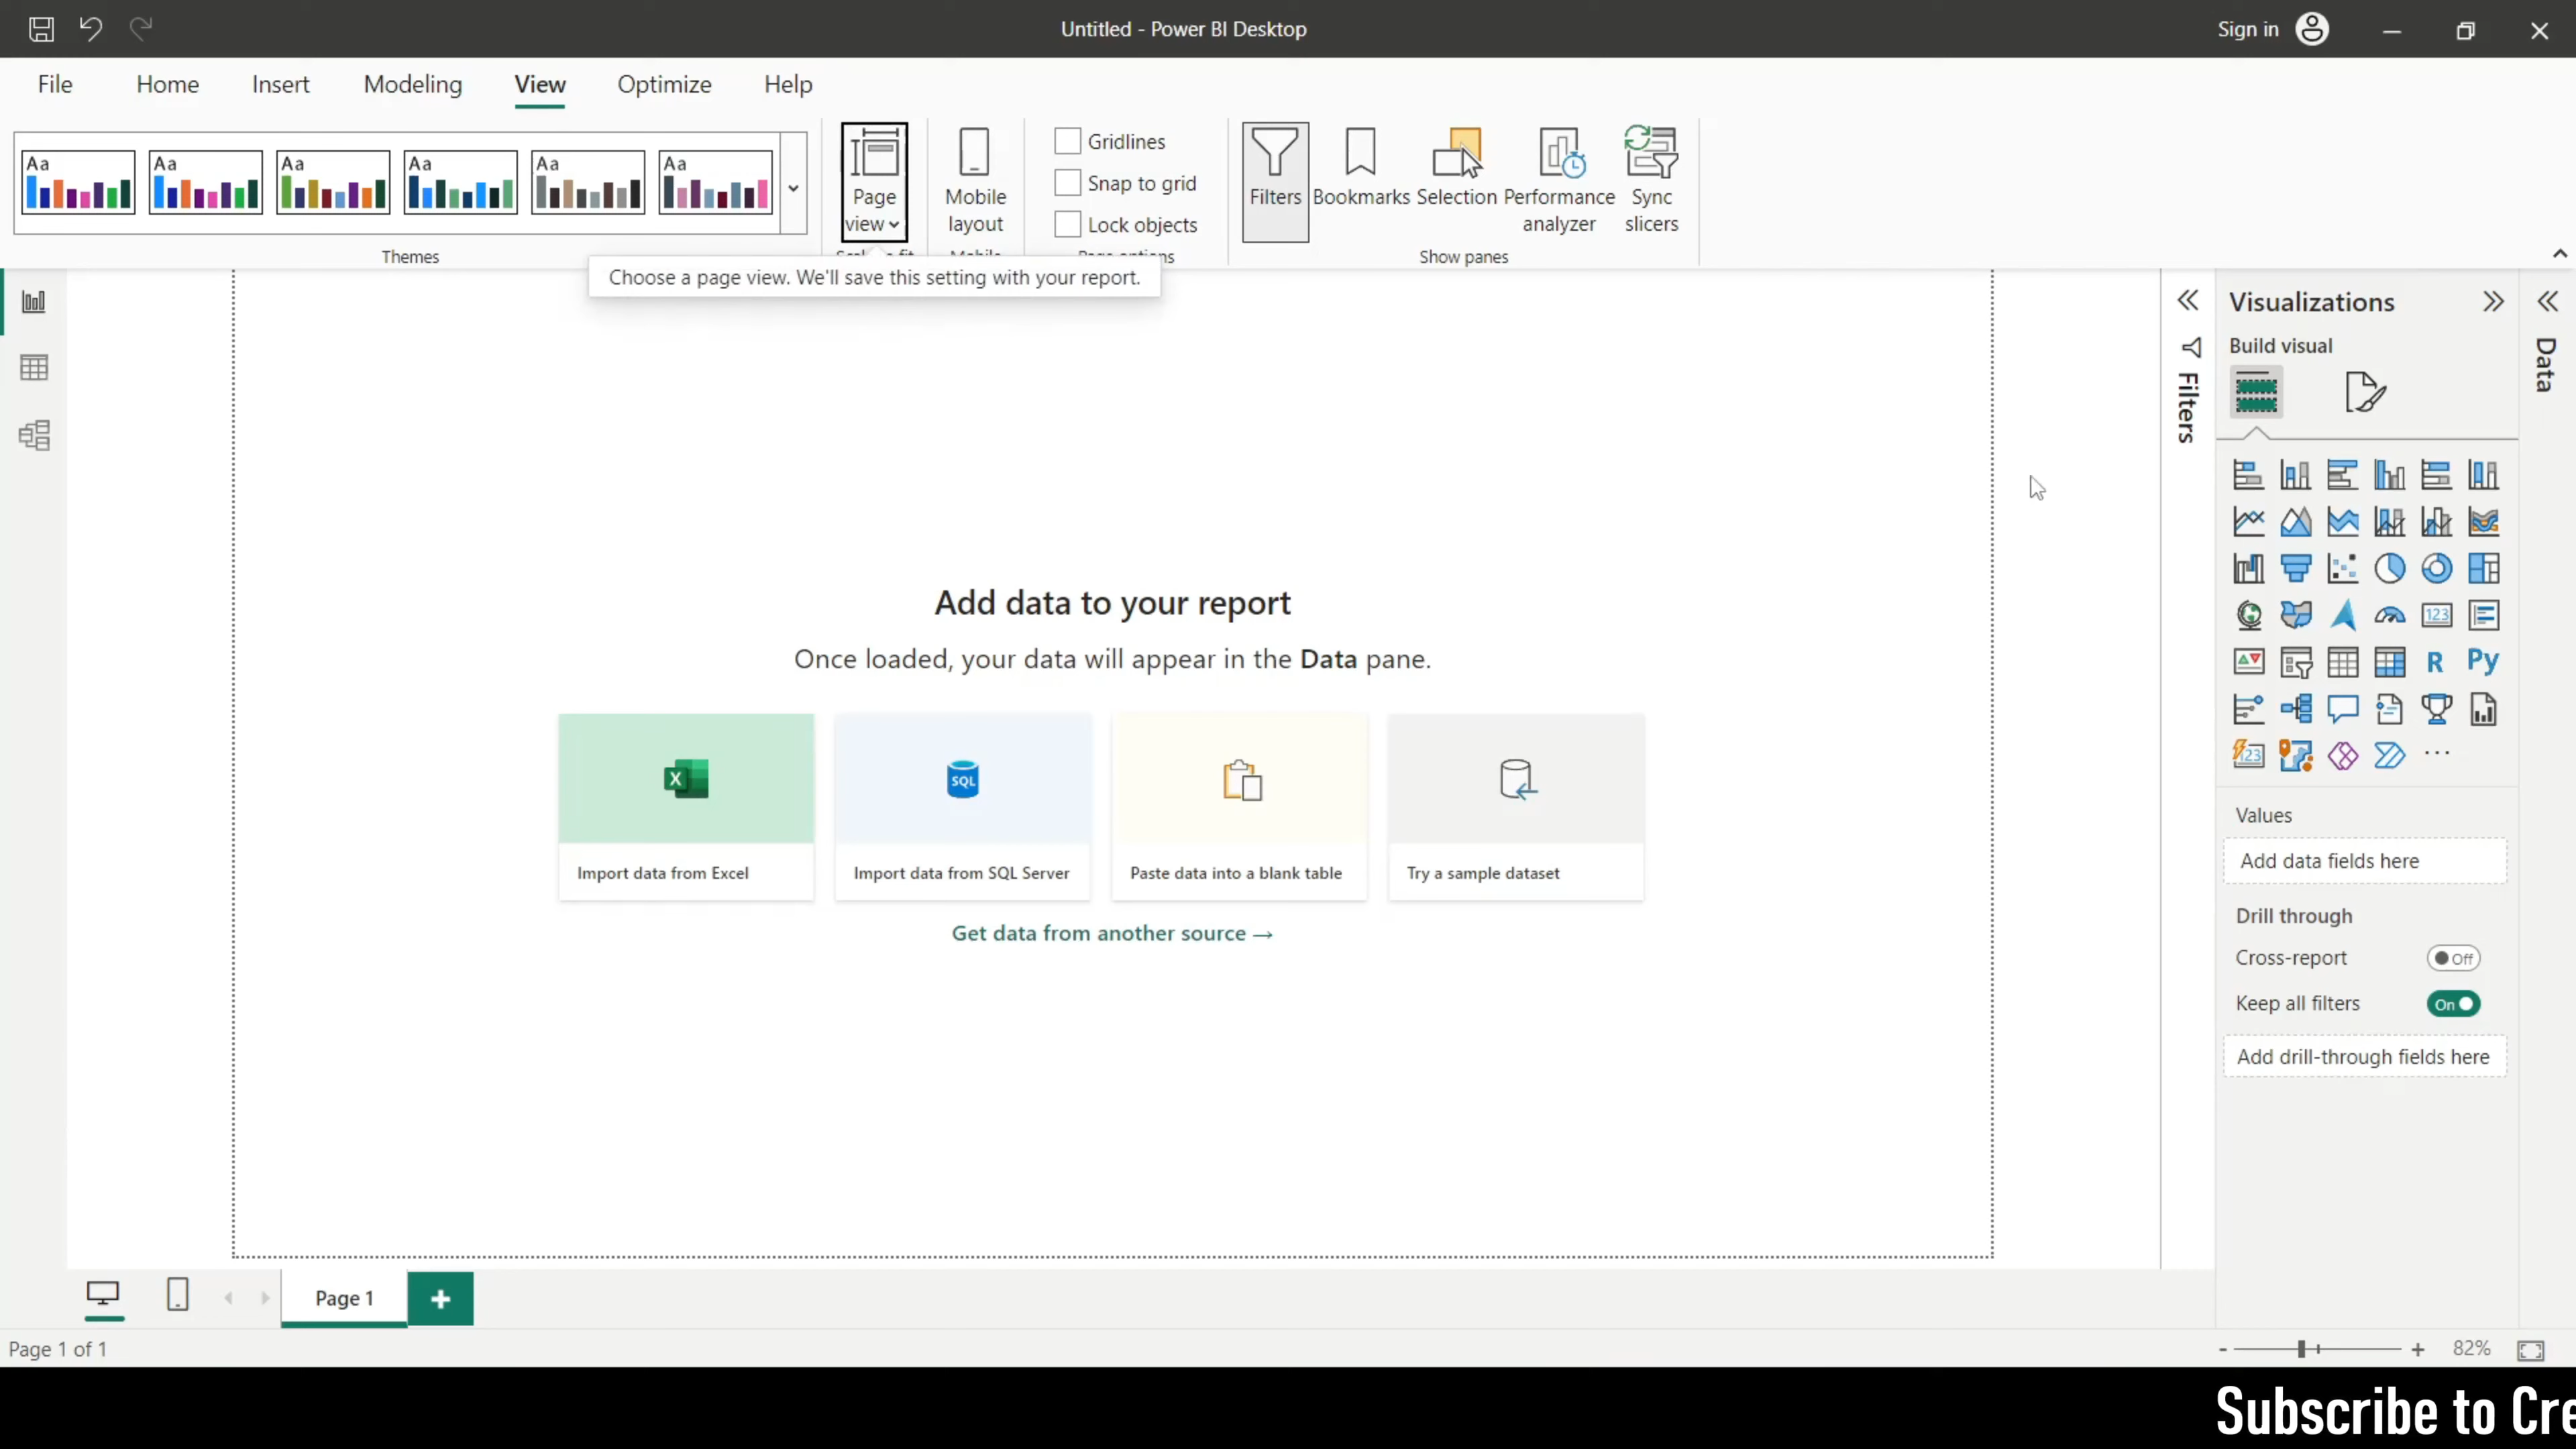 Untitled - Power BI Desktop
Sign in
File Home Insert Modeling View Optimize Help
Aa Aa Aa Aa Aa Aa
Page view
Mobile layout
Gridlines
Snap to grid
Lock objects
Filters
Bookmarks
Selection
Performance analyzer
Sync slicers
Themes
Show panes
Choose a page view. We'll save this setting with your report.
Filters
Visualizations
Build visual
Data
Add data to your report
Once loaded, your data will appear in the Data pane.
X
SQL
Import data from Excel
Import data from SQL Server
Paste data into a blank table
Try a sample dataset
Get data from another source →
123
R
Py
123
Values
Add data fields here
Drill through
Cross-report Off
Keep all filters On
Add drill-through fields here
Page 1
Page 1 of 1
- + 82%
Subscribe to Cre